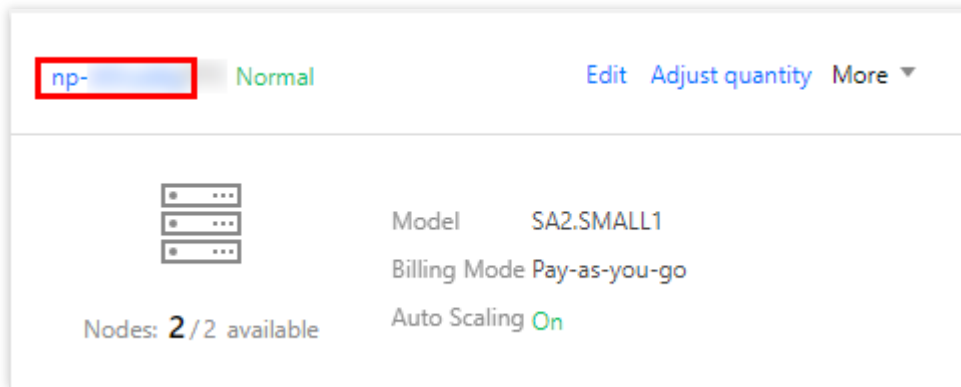 np- Normal Edit Adjust quantity More
Model SA2.SMALL1
Billing Mode Pay-as-you-go
Nodes: 2/2 available Auto Scaling On